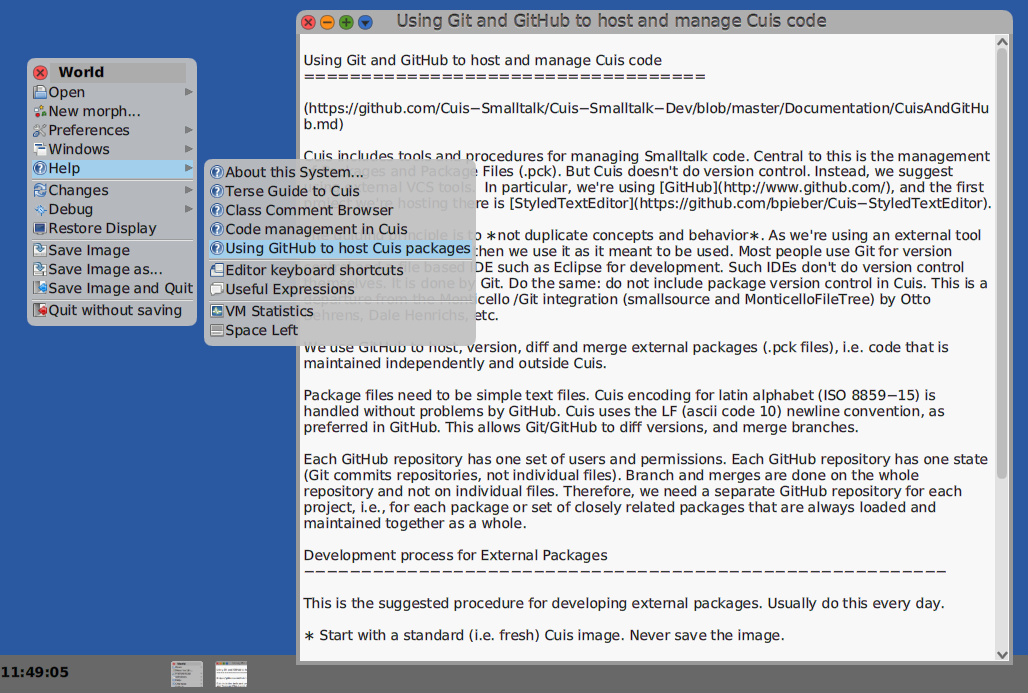 Using Git and GitHub to host and manage Cuis code
World
Open
New morph...
Preferences
Windows
Help
Changes
Debug
Restore Display
Save Image
Save Image as...
Save Image and Quit
Quit without saving
About this System...
Terse Guide to Cuis
Class Comment Browser
Code management in Cuis
Using GitHub to host Cuis packages
Editor keyboard shortcuts
Useful Expressions
VM Statistics
Space Left
Using Git and GitHub to host and manage Cuis code
==================================
(https://github.com/Cuis−Smalltalk/Cuis−Smalltalk−Dev/blob/master/Documentation/CuisAndGitHu
b.md)
Cuis includes tools and procedures for managing Smalltalk code. Central to this is the management
and Package Files (.pck). But Cuis doesn't do version control. Instead, we suggest
external VCS tools. In particular, we're using [GitHub](http://www.github.com/), and the first
project we're hosting there is [StyledTextEditor](https://github.com/bpieber/Cuis−StyledTextEditor).
principle is to ∗not duplicate concepts and behavior∗. As we're using an external tool
then we use it as it meant to be used. Most people use Git for version
file based IDE such as Eclipse for development. Such IDEs don't do version control
themselves. It is done by Git. Do the same: do not include package version control in Cuis. This is a
departure from the Monticello /Git integration (smallsource and MonticelloFileTree) by Otto
Behrens, Dale Henrichs, etc.
We use GitHub to host, version, diff and merge external packages (.pck files), i.e. code that is
maintained independently and outside Cuis.
Package files need to be simple text files. Cuis encoding for latin alphabet (ISO 8859−15) is
handled without problems by GitHub. Cuis uses the LF (ascii code 10) newline convention, as
preferred in GitHub. This allows Git/GitHub to diff versions, and merge branches.
Each GitHub repository has one set of users and permissions. Each GitHub repository has one state
(Git commits repositories, not individual files). Branch and merges are done on the whole
repository and not on individual files. Therefore, we need a separate GitHub repository for each
project, i.e., for each package or set of closely related packages that are always loaded and
maintained together as a whole.
Development process for External Packages
−−−−−−−−−−−−−−−−−−−−−−−−−−−−−−−−−−−−−−−−−−−−−−−−−−−−−−
This is the suggested procedure for developing external packages. Usually do this every day.
∗ Start with a standard (i.e. fresh) Cuis image. Never save the image.
11:49:05